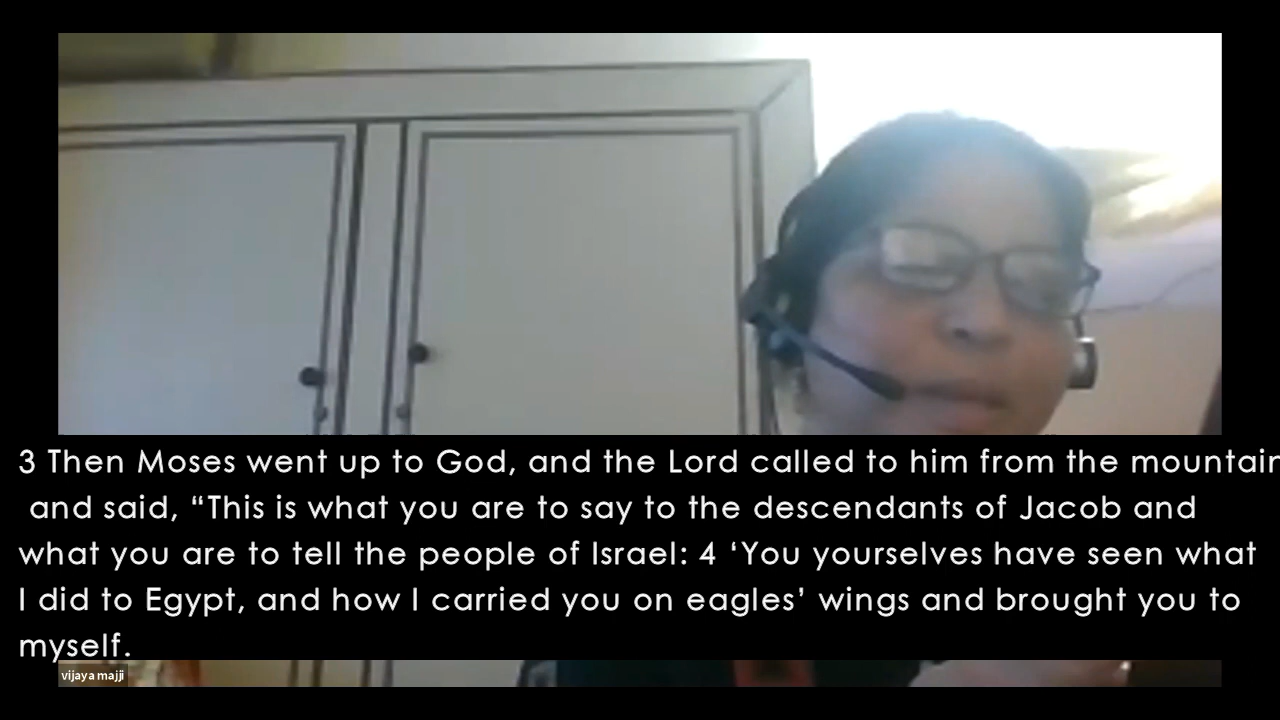 3 Then Moses went up to God, and the Lord called to him from the mountain
and said, “This is what you are to say to the descendants of Jacob and
what you are to tell the people of Israel: 4 ‘You yourselves have seen what
I did to Egypt, and how I carried you on eagles’ wings and brought you to
myself.
vijaya majji